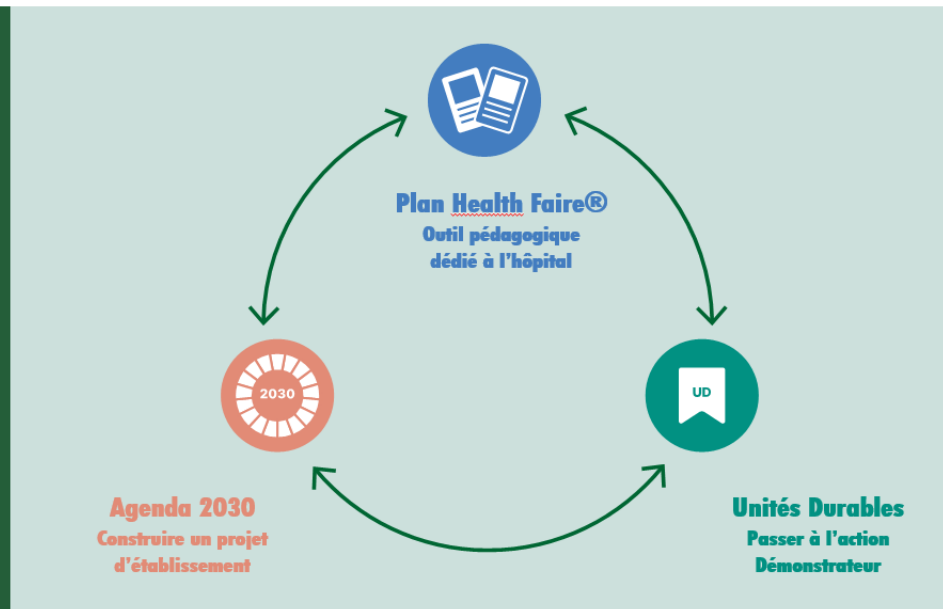 Plan Health Faire®
Outil pédagogique
dédié à l'hôpital
2030
UD
Agenda 2030
Construire un projet
d'établissement
Unités Durables
Passer à l'action
Démonstrateur